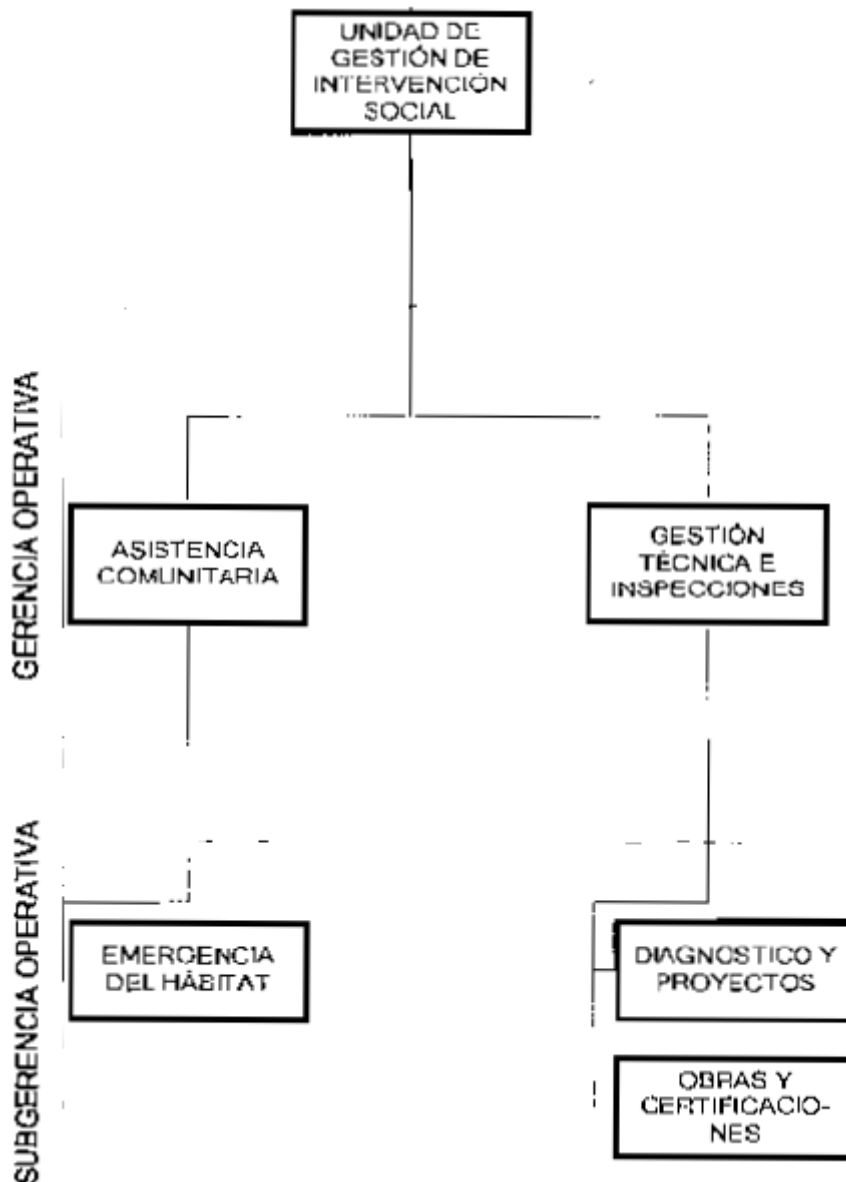 UNIDAD DE
GESTIÓN DE
INTERVENCIÓN
SOCIAL
GERENCIA OPERATIVA
ASISTENCIA
COMUNITARIA
GESTIÓN
TÉCNICA E
INSPECCIONES
SUBGERENCIA OPERATIVA
EMERGENCIA
DEL HÁBITAT
DIAGNOSTICO Y
PROYECTOS
OBRAS Y
CERTIFICACIO-
NES